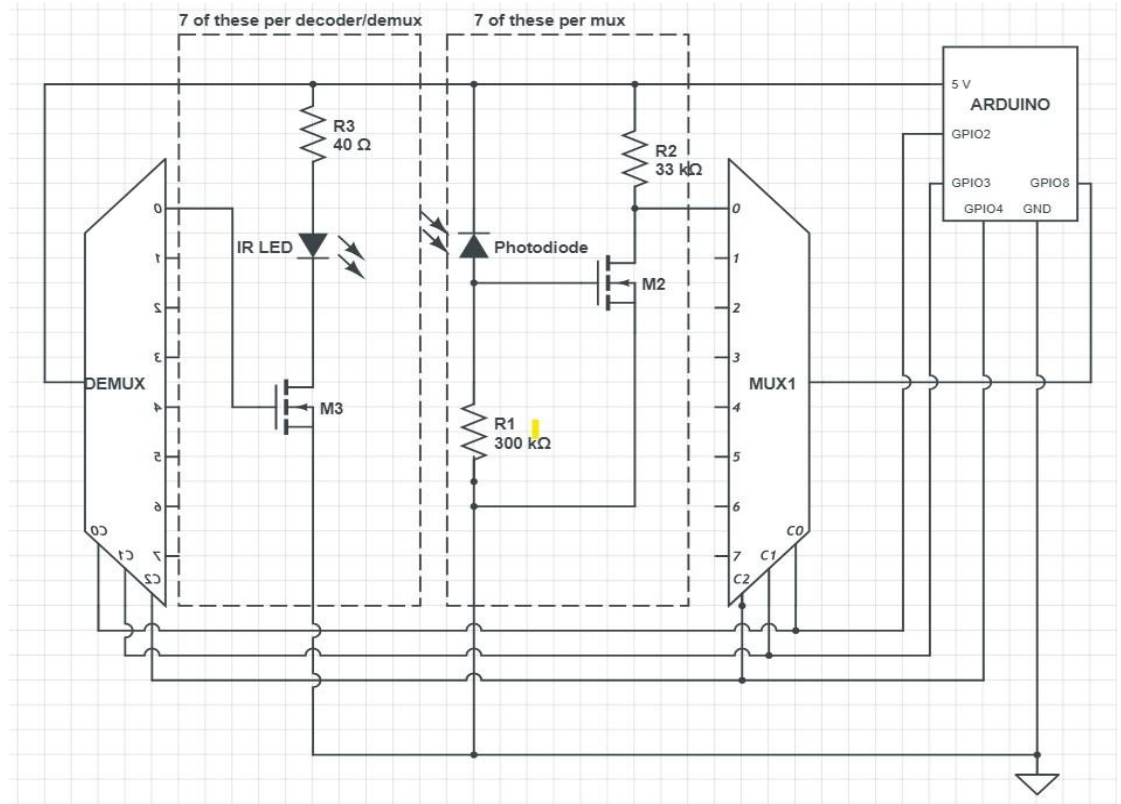 7 of these per decoder/demux
7 of these per mux
5 V
ARDUINO
GPIO2
GPIO3
GPIO8
GPIO4
GND
R3
40 Ω
R2
33 kΩ
IR LED
Photodiode
M2
M3
R1
300 kΩ
DEMUX
0
1
2
3
4
5
6
7
C0
C1
C2
MUX1
0
1
2
3
4
5
6
7
C0
C1
C2